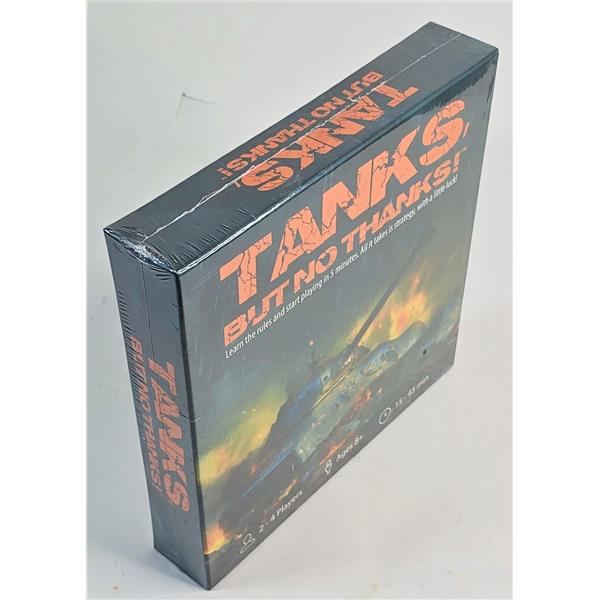 TANKS,
BUT NO THANKS!
TANKS,
BUT NO THANKS!™
Learn the rules and start playing in 5 minutes. All it takes is strategy, with a little luck!
2 - 4 Players
Ages 8+
15 - 45 min
TANKS,
BUT NO THANKS!